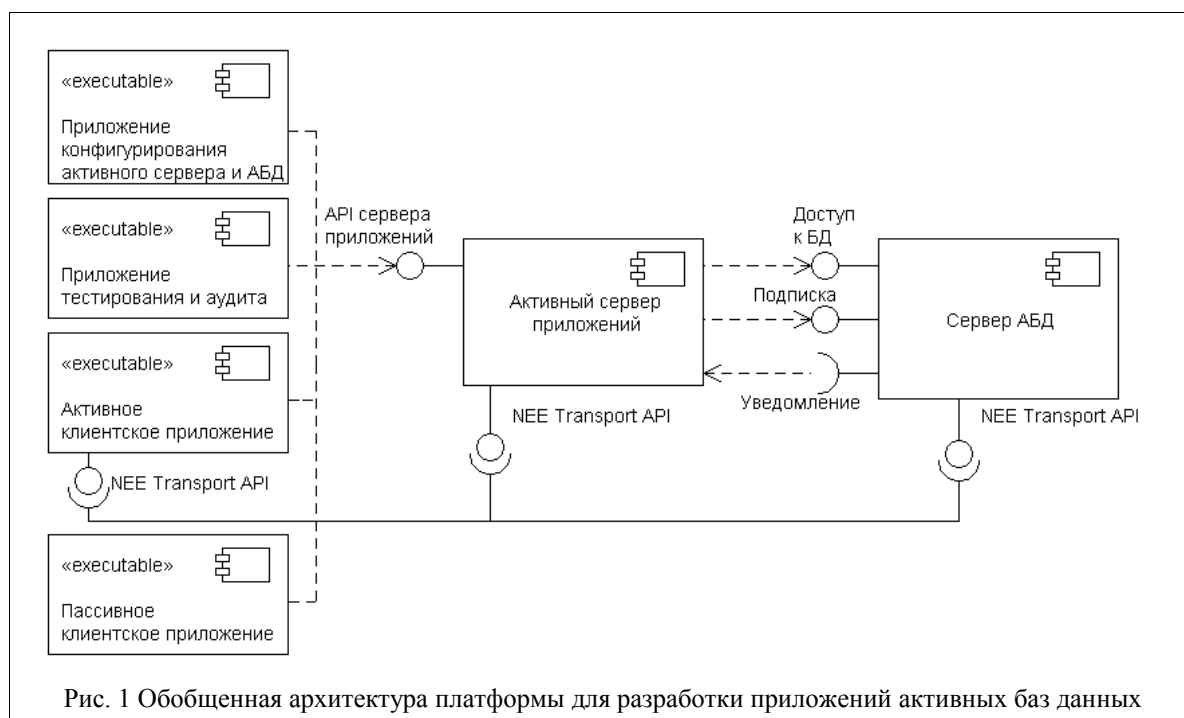 «executable»
Приложение
конфигурирования
активного сервера и АБД
«executable»
Приложение
тестирования и аудита
API сервера
приложений
Активный сервер
приложений
Доступ
к БД
Подписка
Уведомление
Сервер АБД
«executable»
Активное
клиентское приложение
NEE Transport API
NEE Transport API
NEE Transport API
«executable»
Пассивное
клиентское приложение
Рис. 1 Обобщенная архитектура платформы для разработки приложений активных баз данных